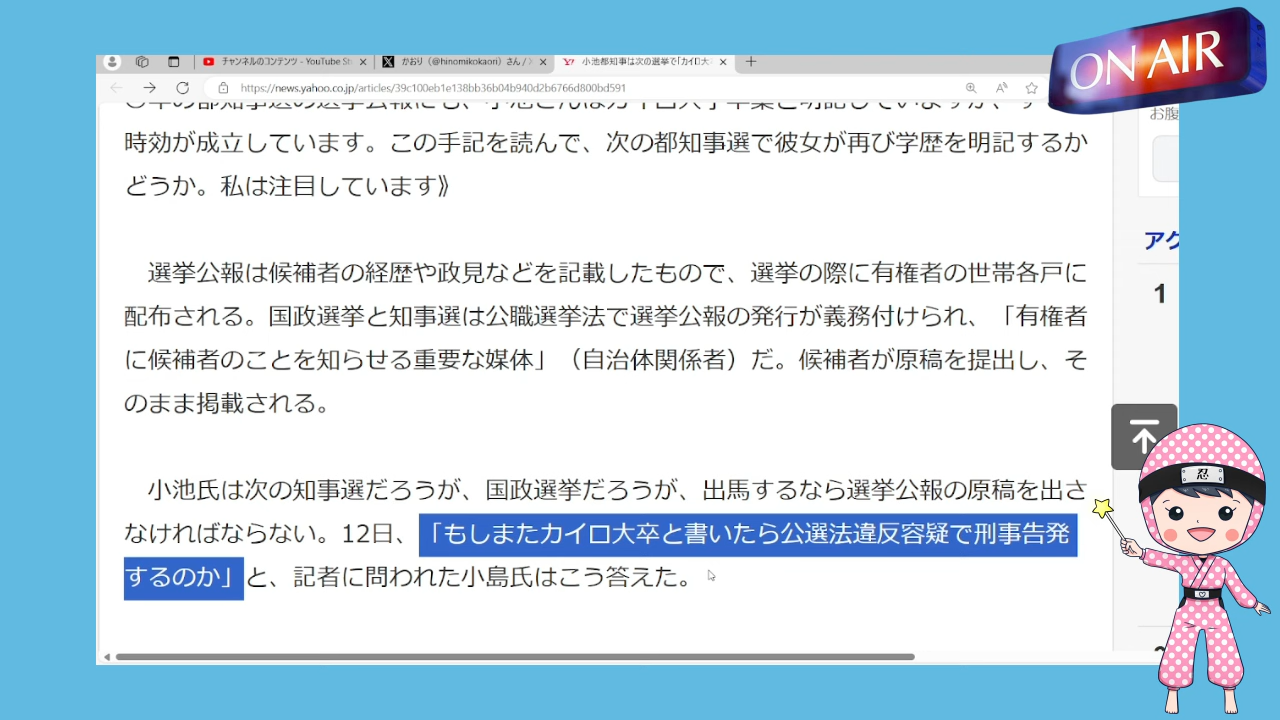 チャンネルのコンテンツ - YouTube St
かおり（@hinomikokaori）さん / X
小池都知事は次の選挙で「カイロ大
https://news.yahoo.co.jp/articles/39c100eb1e138bb36b04b940d2b6766d800bd591
ON AIR
お腹
時効が成立しています。この手記を読んで、次の都知事選で彼女が再び学歴を明記するか
どうか。私は注目しています》
アク
1
選挙公報は候補者の経歴や政見などを記載したもので、選挙の際に有権者の世帯各戸に
配布される。国政選挙と知事選は公職選挙法で選挙公報の発行が義務付けられ、「有権者
に候補者のことを知らせる重要な媒体」（自治体関係者）だ。候補者が原稿を提出し、そ
のまま掲載される。
小池氏は次の知事選だろうが、国政選挙だろうが、出馬するなら選挙公報の原稿を出さ
なければならない。12日、「もしまたカイロ大卒と書いたら公選法違反容疑で刑事告発
するのか」と、記者に問われた小島氏はこう答えた。
忍